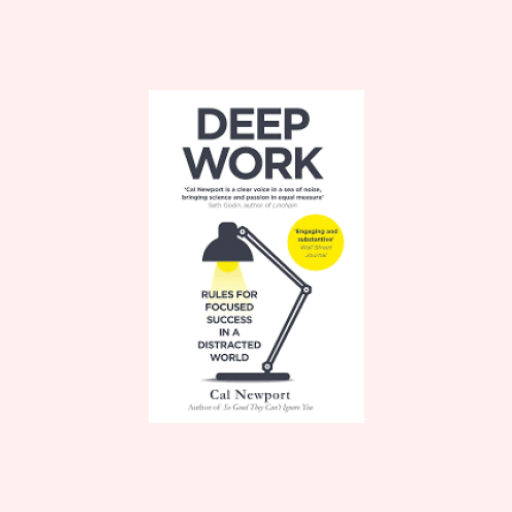 DEEP
WORK
'Cal Newport is a clear voice in a sea of noise,
bringing science and passion in equal measure'
Seth Godin, author of Linchpin
'Engaging and
substantive'
Wall Street
Journal
RULES FOR
FOCUSED
SUCCESS
IN A
DISTRACTED
WORLD
Cal Newport
Author of So Good They Can't Ignore You